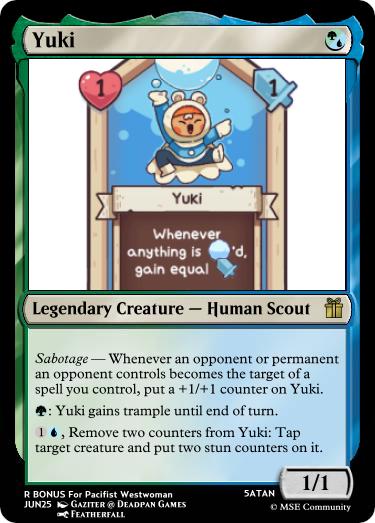 Yuki
1
1
Yuki
Whenever
anything is 'd,
gain equal
Legendary Creature — Human Scout
Sabotage — Whenever an opponent or permanent
an opponent controls becomes the target of a
spell you control, put a +1/+1 counter on Yuki.
: Yuki gains trample until end of turn.
1 , Remove two counters from Yuki: Tap
target creature and put two stun counters on it.
1/1
R BONUS For Pacifist Westwoman
5ATAN
JUN25 Gaziter @ Deadpan Games
© MSE Community
Featherfall